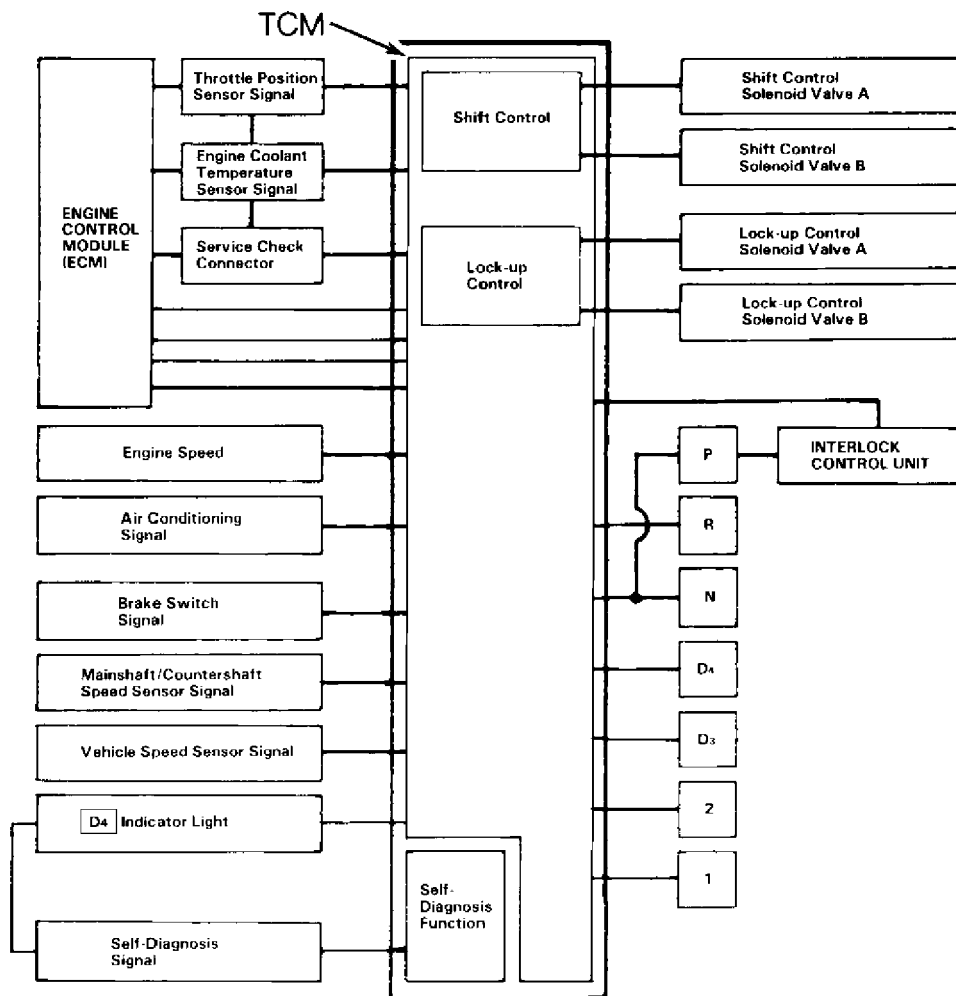 TCM
Throttle Position
Sensor Signal
Engine Coolant
Temperature
Sensor Signal
Service Check
Connector
ENGINE
CONTROL
MODULE
(ECM)
Shift Control
Lock-up
Control
Shift Control
Solenoid Valve A
Shift Control
Solenoid Valve B
Lock-up Control
Solenoid Valve A
Lock-up Control
Solenoid Valve B
INTERLOCK
CONTROL UNIT
Engine Speed
Air Conditioning
Signal
Brake Switch
Signal
Mainshaft/Countershaft
Speed Sensor Signal
Vehicle Speed Sensor Signal
D4 Indicator Light
Self-Diagnosis
Signal
Self-
Diagnosis
Function
P
R
N
D4
D3
2
1